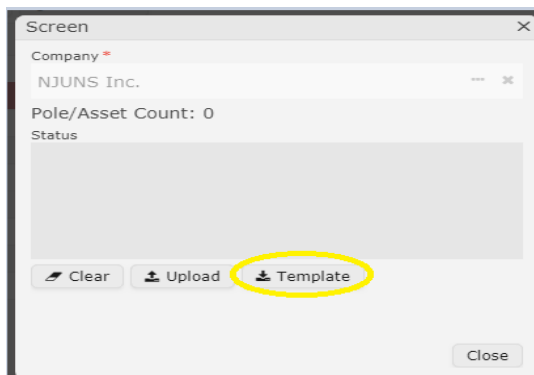 Screen
Company *
NJUNS Inc.
Pole/Asset Count: 0
Status
Clear Upload Template
Close